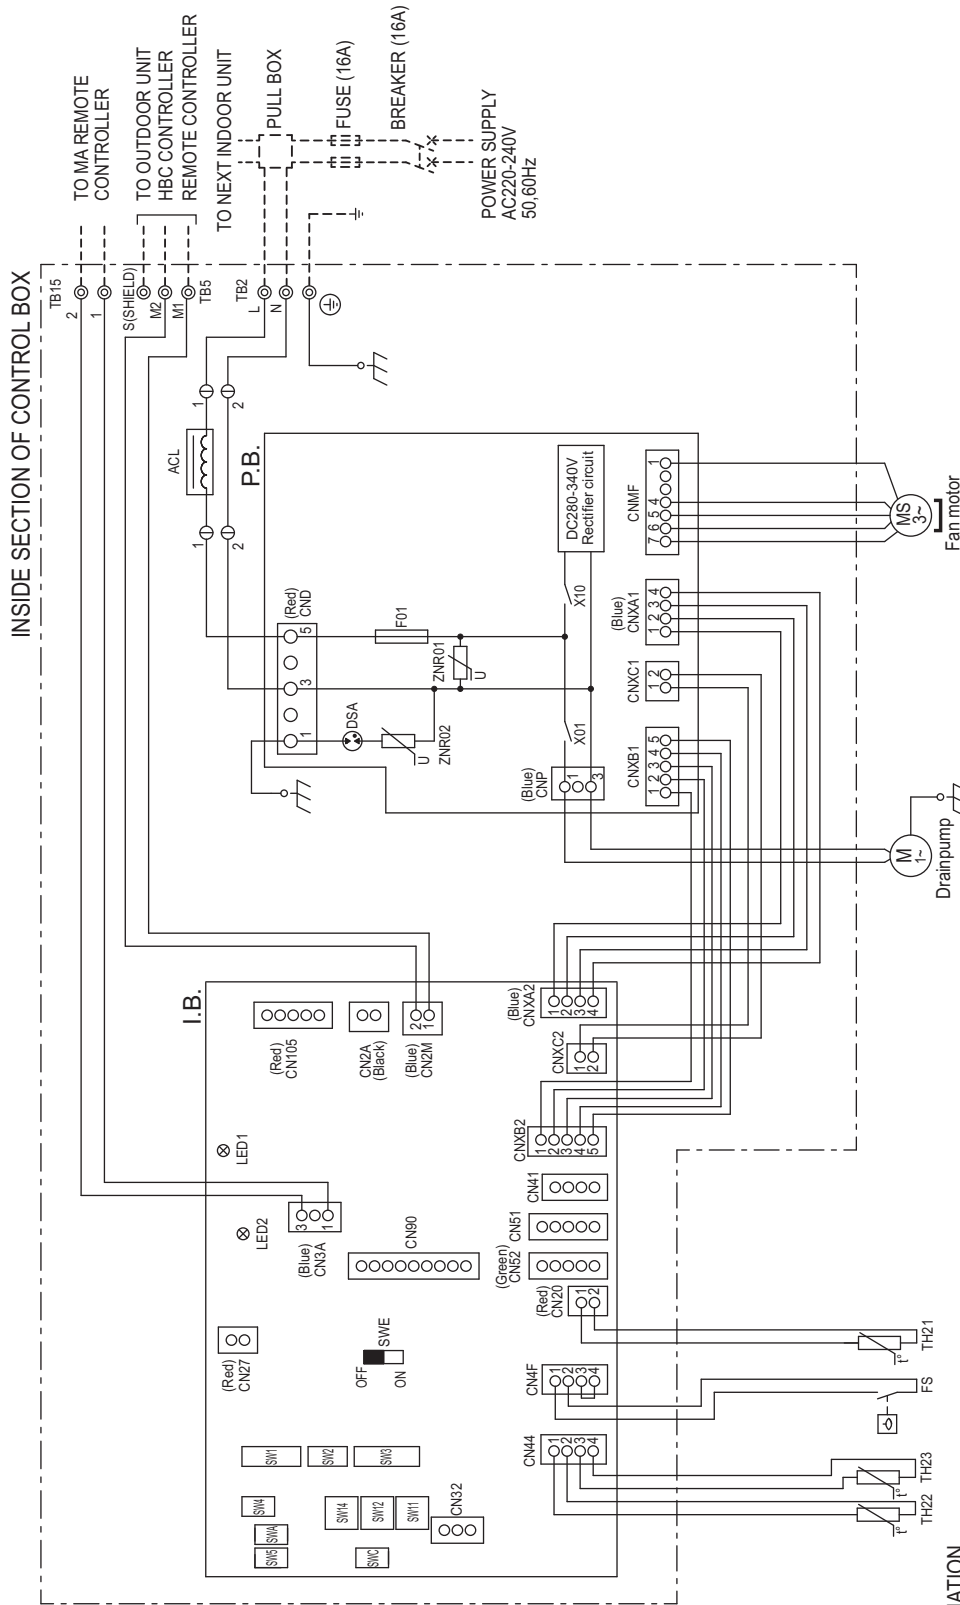 INSIDE SECTION OF CONTROL BOX
TO MA REMOTE
CONTROLLER
TO OUTDOOR UNIT
HBC CONTROLLER
REMOTE CONTROLLER
TO NEXT INDOOR UNIT
PULL BOX
FUSE (16A)
BREAKER (16A)
POWER SUPPLY
AC220-240V
50,60Hz
TB15
2
1
S(SHIELD)
M2
M1
TB5
TB2
L
N
ACL
1
2
1
2
P.B.
(Red)
CND
5
3
1
F01
ZNR01
U
DSA
ZNR02
U
X10
X01
DC280-340V
Rectifier circuit
(Blue)
CNP
1
3
CNMF
7 6 5 4 1
(Blue)
CNXA1
1 2 3 4
CNXC1
1 2
CNXB1
1 2 3 4 5
MS
3~
Fan motor
M
1~
Drainpump
I.B.
(Red)
CN105
CN2A
(Black)
(Blue)
CN2M
2
1
LED1
LED2
(Blue)
CN3A
3
1
CN90
(Red)
CN27
SWE
OFF
ON
SW1
SW2
SW3
SW4
SWA
SW5
SW14
SW12
SW11
SWC
CN32
(Blue)
CNXA2
1
2
3
4
CNXC2
1
2
CNXB2
1
2
3
4
5
CN41
CN51
(Green)
CN52
(Red)
CN20
1
2
CN4F
1
2
3
4
CN44
1
2
3
4
t°
TH21
FS
t°
TH23
t°
TH22